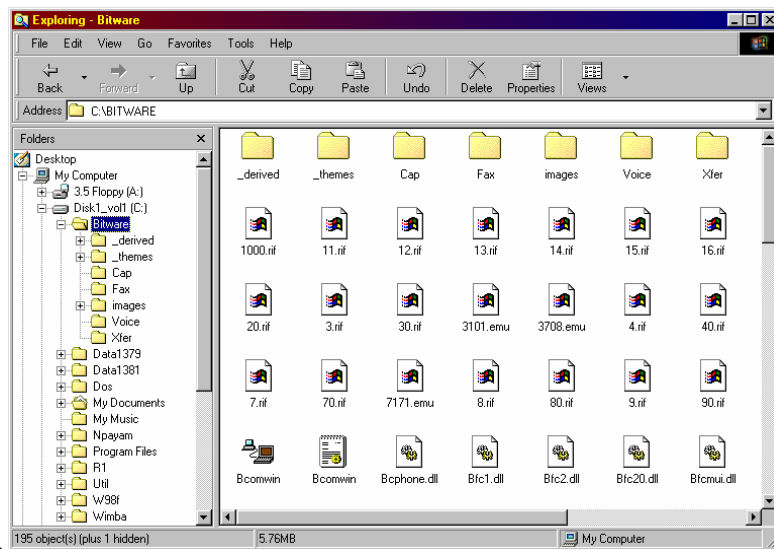 Exploring - Bitware
File Edit View Go Favorites Tools Help
Back Forward Up Cut Copy Paste Undo Delete Properties Views
Address C:\BITWARE
Folders
Desktop
My Computer
3.5 Floppy (A:)
Disk1_vol1 (C:)
Bitware
_derived
_themes
Cap
Fax
images
Voice
Xfer
Data1379
Data1381
Dos
My Documents
My Music
Npayam
Program Files
R1
Util
W98f
Wimba
_derived _themes Cap Fax images Voice Xfer
1000.rif 11.rif 12.rif 13.rif 14.rif 15.rif 16.rif
20.rif 3.rif 30.rif 3101.emu 3708.emu 4.rif 40.rif
7.rif 70.rif 7171.emu 8.rif 80.rif 9.rif 90.rif
Bcomwin Bcomwin Bcphone.dll Bfc1.dll Bfc2.dll Bfc20.dll Bfcmui.dll
195 object(s) (plus 1 hidden) 5.76MB My Computer